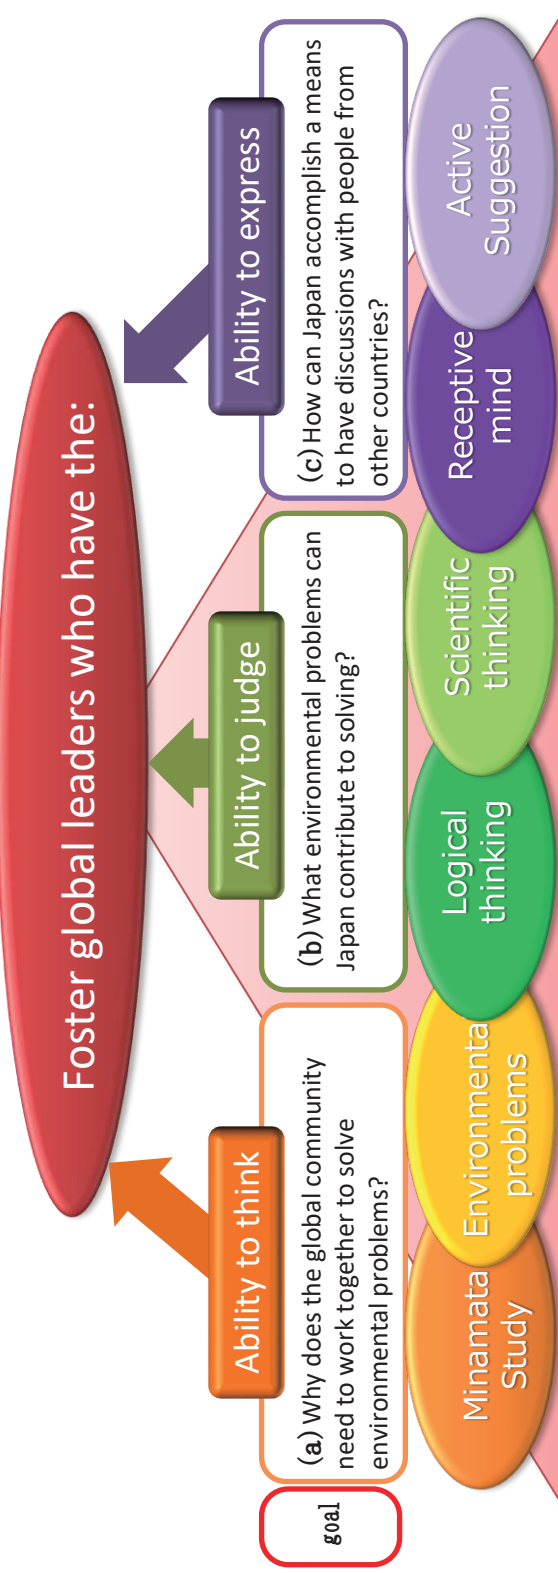 Foster global leaders who have the:
Ability to think
Ability to judge
Ability to express
goal
(a) Why does the global community
need to work together to solve
environmental problems?
(b) What environmental problems can
Japan contribute to solving?
(c) How can Japan accomplish a means
to have discussions with people from
other countries?
Minamata
Study
Environmenta
problems
Logical
thinking
Scientific
thinking
Receptive
mind
Active
Suggestion